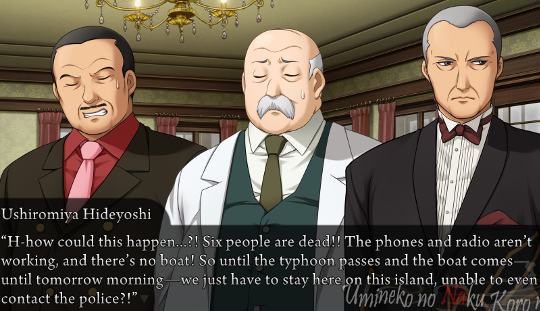 Ushiromiya Hideyoshi
“H-how could this happen...?! Six people are dead!! The phones and radio aren’t
working, and there’s no boat! So until the typhoon passes and the boat comes—
until tomorrow morning—we just have to stay here on this island, unable to even
contact the police?!”
Umineko no Naku Koro n